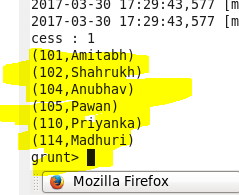 2017-03-30 17:29:43,577 [m
2017-03-30 17:29:43,577 [m
cess : 1
(101,Amitabh)
(102,Shahrukh)
(104,Anubhav)
(105,Pawan)
(110,Priyanka)
(114,Madhuri)
grunt>
Mozilla Firefox